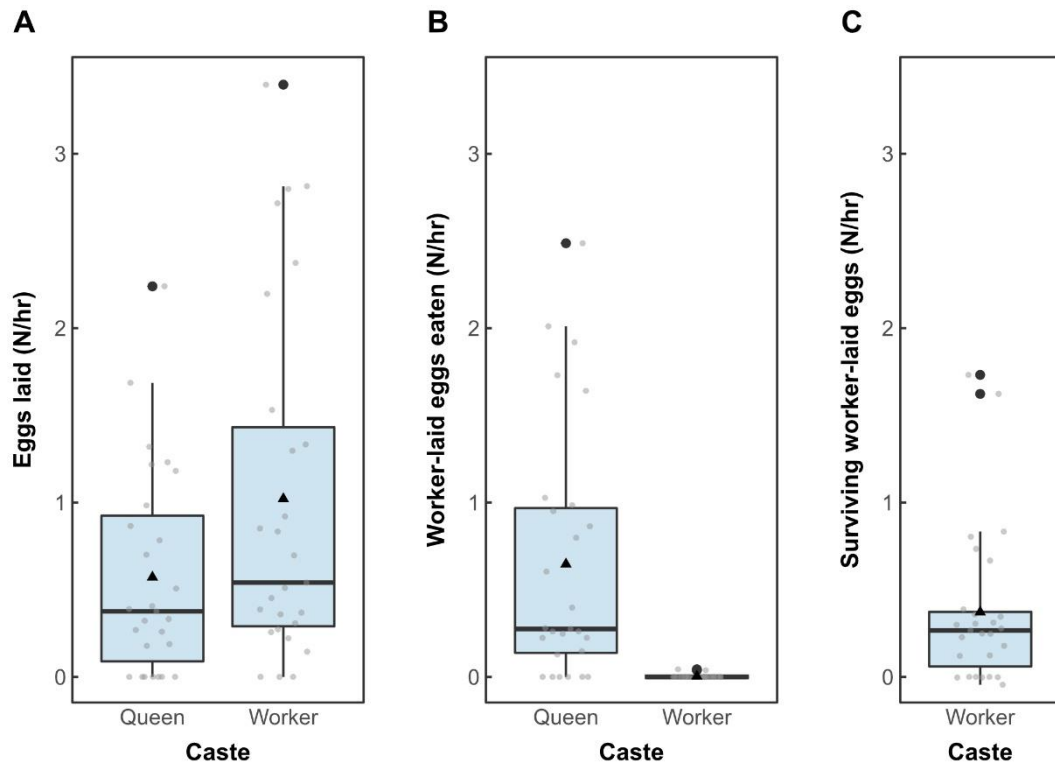 A
Eggs laid (N/hr)
3
2
1
0
Queen Worker
Caste
B
Worker-laid eggs eaten (N/hr)
3
2
1
0
Queen Worker
Caste
C
Surviving worker-laid eggs (N/hr)
3
2
1
0
Worker
Caste